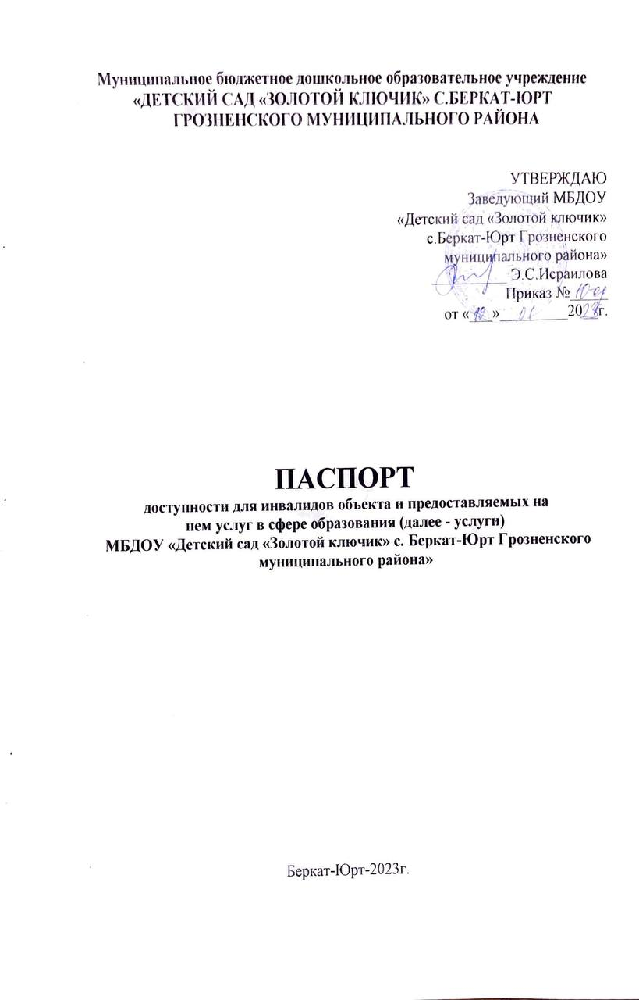 Муниципальное бюджетное дошкольное образовательное учреждение
«ДЕТСКИЙ САД «ЗОЛОТОЙ КЛЮЧИК» С.БЕРКАТ-ЮРТ
ГРОЗНЕНСКОГО МУНИЦИПАЛЬНОГО РАЙОНА
УТВЕРЖДАЮ
Заведующий МБДОУ
«Детский сад «Золотой ключик»
с.Беркат-Юрт Грозненского
муниципального района»
Э.С.Исраилова
Приказ № 10-од
от «12» 01 2023г.
ПАСПОРТ
доступности для инвалидов объекта и предоставляемых на
нем услуг в сфере образования (далее - услуги)
МБДОУ «Детский сад «Золотой ключик» с. Беркат-Юрт Грозненского
муниципального района»
Беркат-Юрт-2023г.